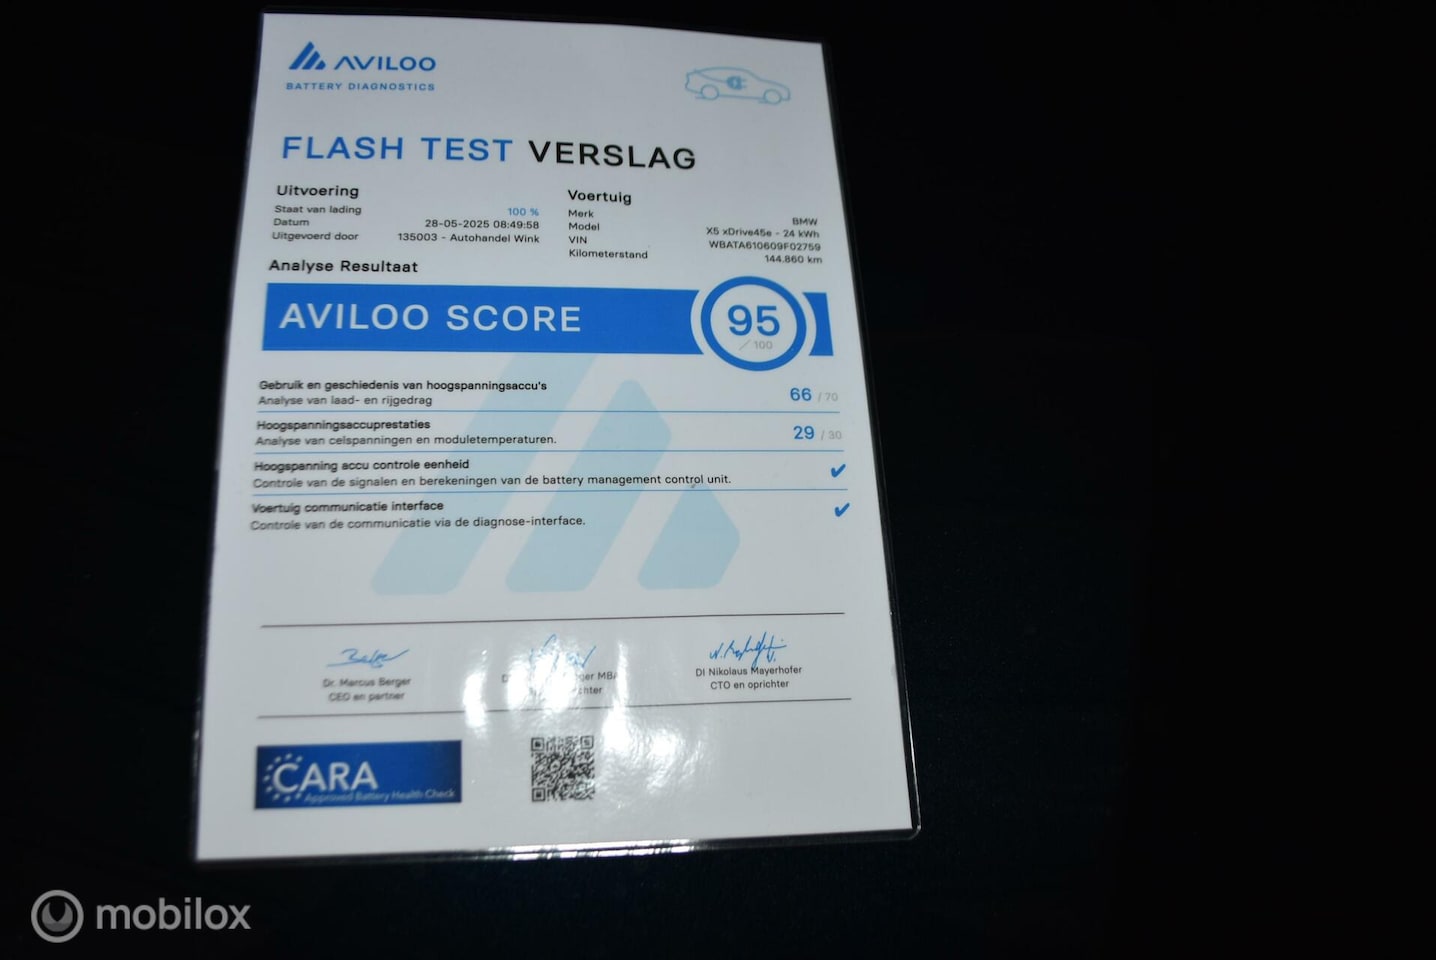 AVILOO
BATTERY DIAGNOSTICS
FLASH TEST VERSLAG
Uitvoering
Staat van lading 100 %
Datum 28-05-2025 08:49:58
Uitgevoerd door 135003 - Autohandel Wink
Voertuig
Merk BMW
Model X5 xDrive45e - 24 kWh
VIN WBATA610609F02759
Kilometerstand 144.860 km
Analyse Resultaat
AVILOO SCORE 95 / 100
Gebruik en geschiedenis van hoogspanningsaccu's 66 / 70
Analyse van laad- en rijgedrag
Hoogspanningsaccuprestaties 29 / 30
Analyse van celspanningen en moduletemperaturen.
Hoogspanning accu controle eenheid
Controle van de signalen en berekeningen van de battery management control unit.
Voertuig communicatie interface
Controle van de communicatie via de diagnose-interface.
Dr. Marcus Berger
CEO en partner
MBA
DI Nikolaus Mayerhofer
CTO en oprichter
CARA
Approved Battery Health Check
mobilox